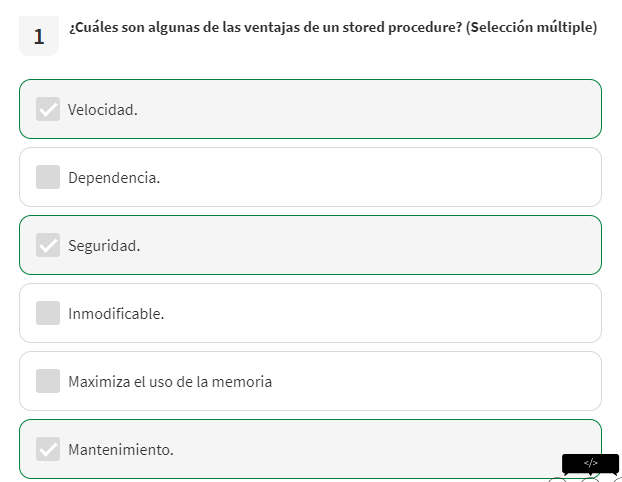 1
¿Cuáles son algunas de las ventajas de un stored procedure? (Selección múltiple)
Velocidad.
Dependencia.
Seguridad.
Inmodificable.
Maximiza el uso de la memoria
Mantenimiento.
</>